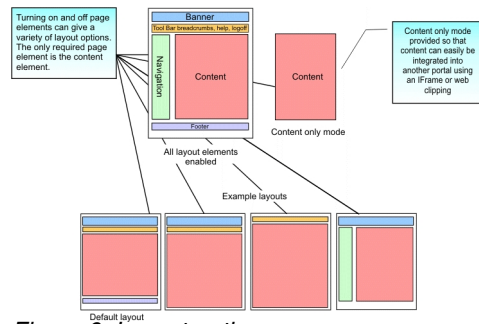 Turning on and off page
elements can give a
variety of layout options.
The only required page
element is the content
element.
Banner
Tool Bar breadcrumbs, help, logoff
Navigation
Content
Footer
Content
Content only mode
Content only mode
provided so that
content can easily be
integrated into
another portal using
an IFrame or web
clipping
All layout elements
enabled
Example layouts
Default layout